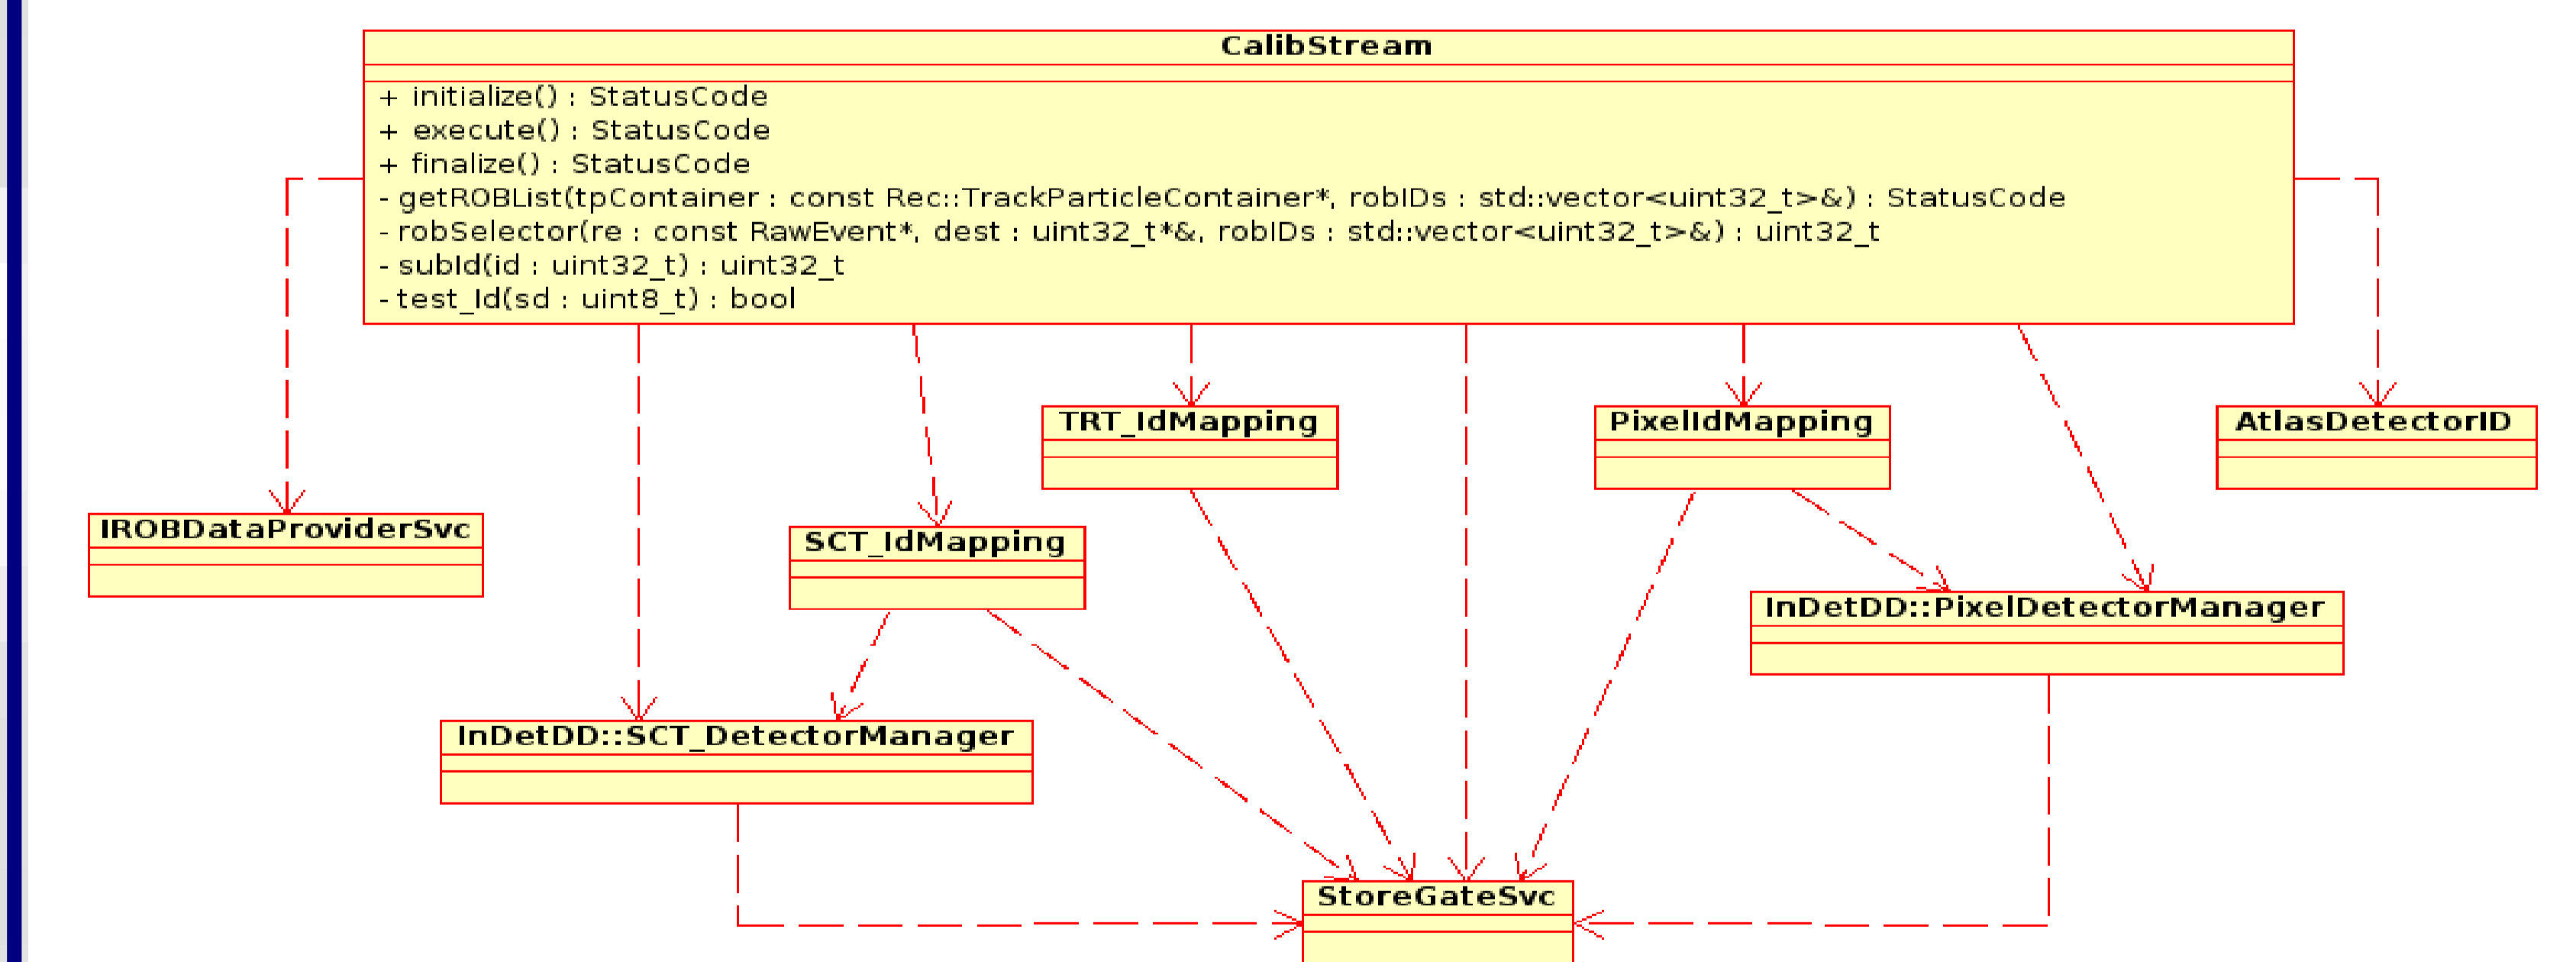 CalibStream
+ initialize() : StatusCode
+ execute() : StatusCode
+ finalize() : StatusCode
- getROBList(tpContainer : const Rec::TrackParticleContainer*, robIDs : std::vector<uint32_t>&) : StatusCode
- robSelector(re : const RawEvent*, dest : uint32_t*&, robIDs : std::vector<uint32_t>&) : uint32_t
- subId(id : uint32_t) : uint32_t
- test_Id(sd : uint8_t) : bool
TRT_IdMapping
PixelIdMapping
AtlasDetectorID
IROBDataProviderSvc
SCT_IdMapping
InDetDD::PixelDetectorManager
InDetDD::SCT_DetectorManager
StoreGateSvc